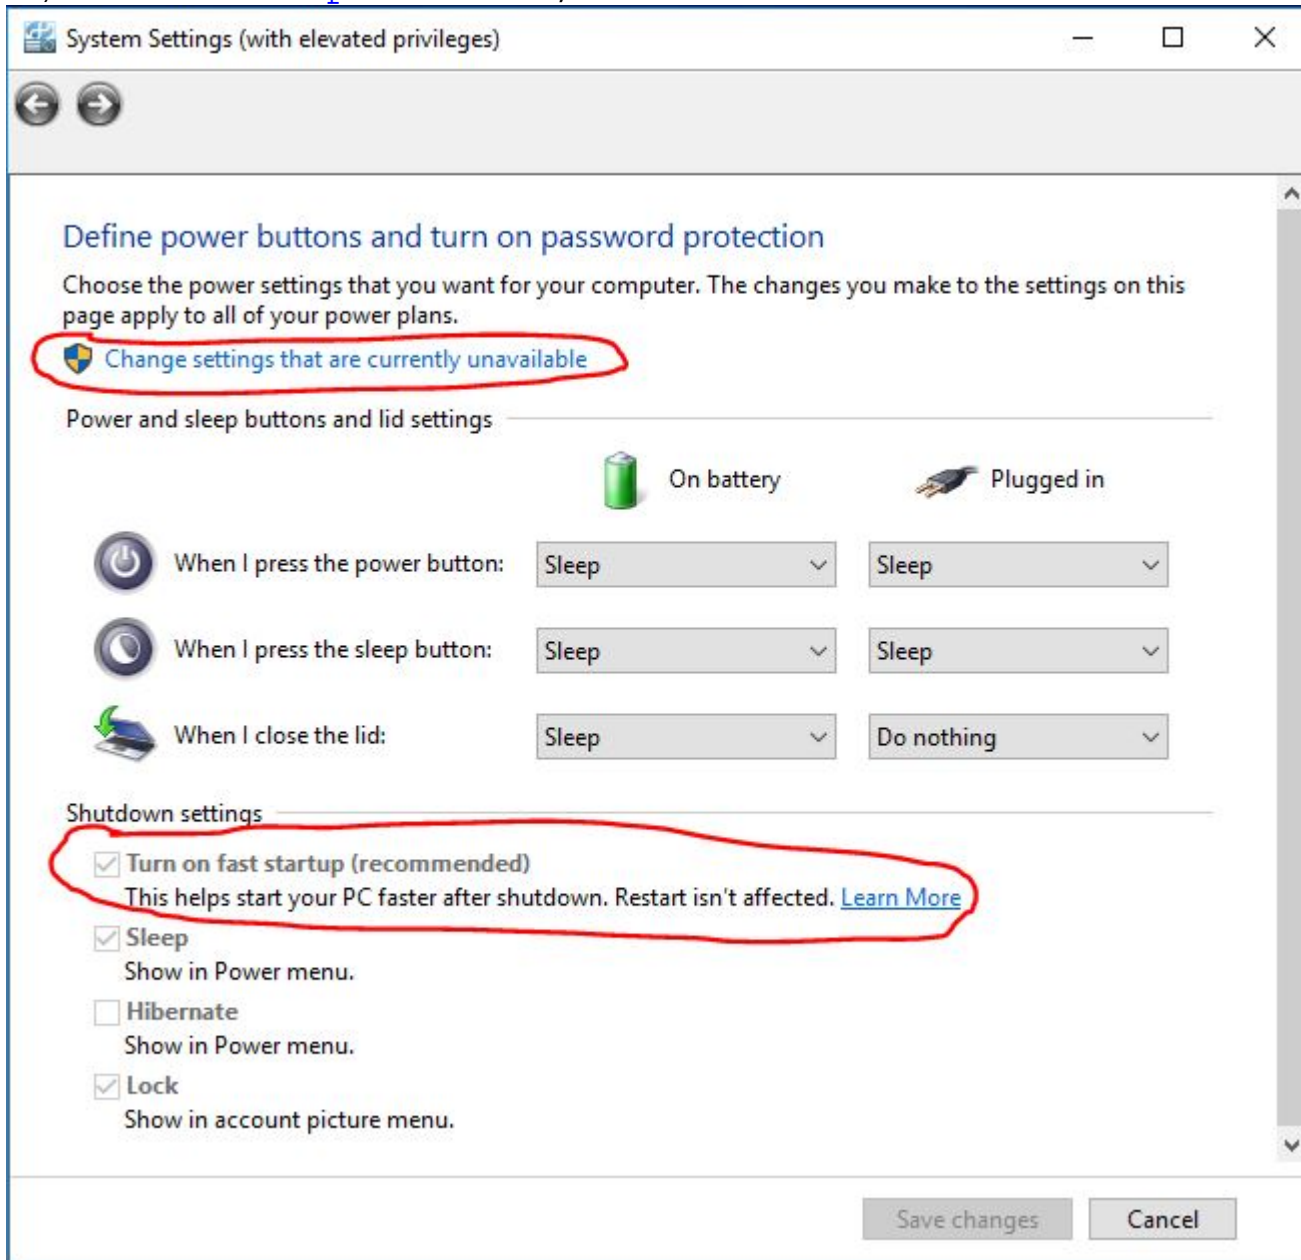 System Settings (with elevated privileges)
Define power buttons and turn on password protection
Choose the power settings that you want for your computer. The changes you make to the settings on this
page apply to all of your power plans.
Change settings that are currently unavailable
Power and sleep buttons and lid settings
On battery Plugged in
When I press the power button: Sleep Sleep
When I press the sleep button: Sleep Sleep
When I close the lid: Sleep Do nothing
Shutdown settings
Turn on fast startup (recommended)
This helps start your PC faster after shutdown. Restart isn't affected. Learn More
Sleep
Show in Power menu.
Hibernate
Show in Power menu.
Lock
Show in account picture menu.
Save changes Cancel